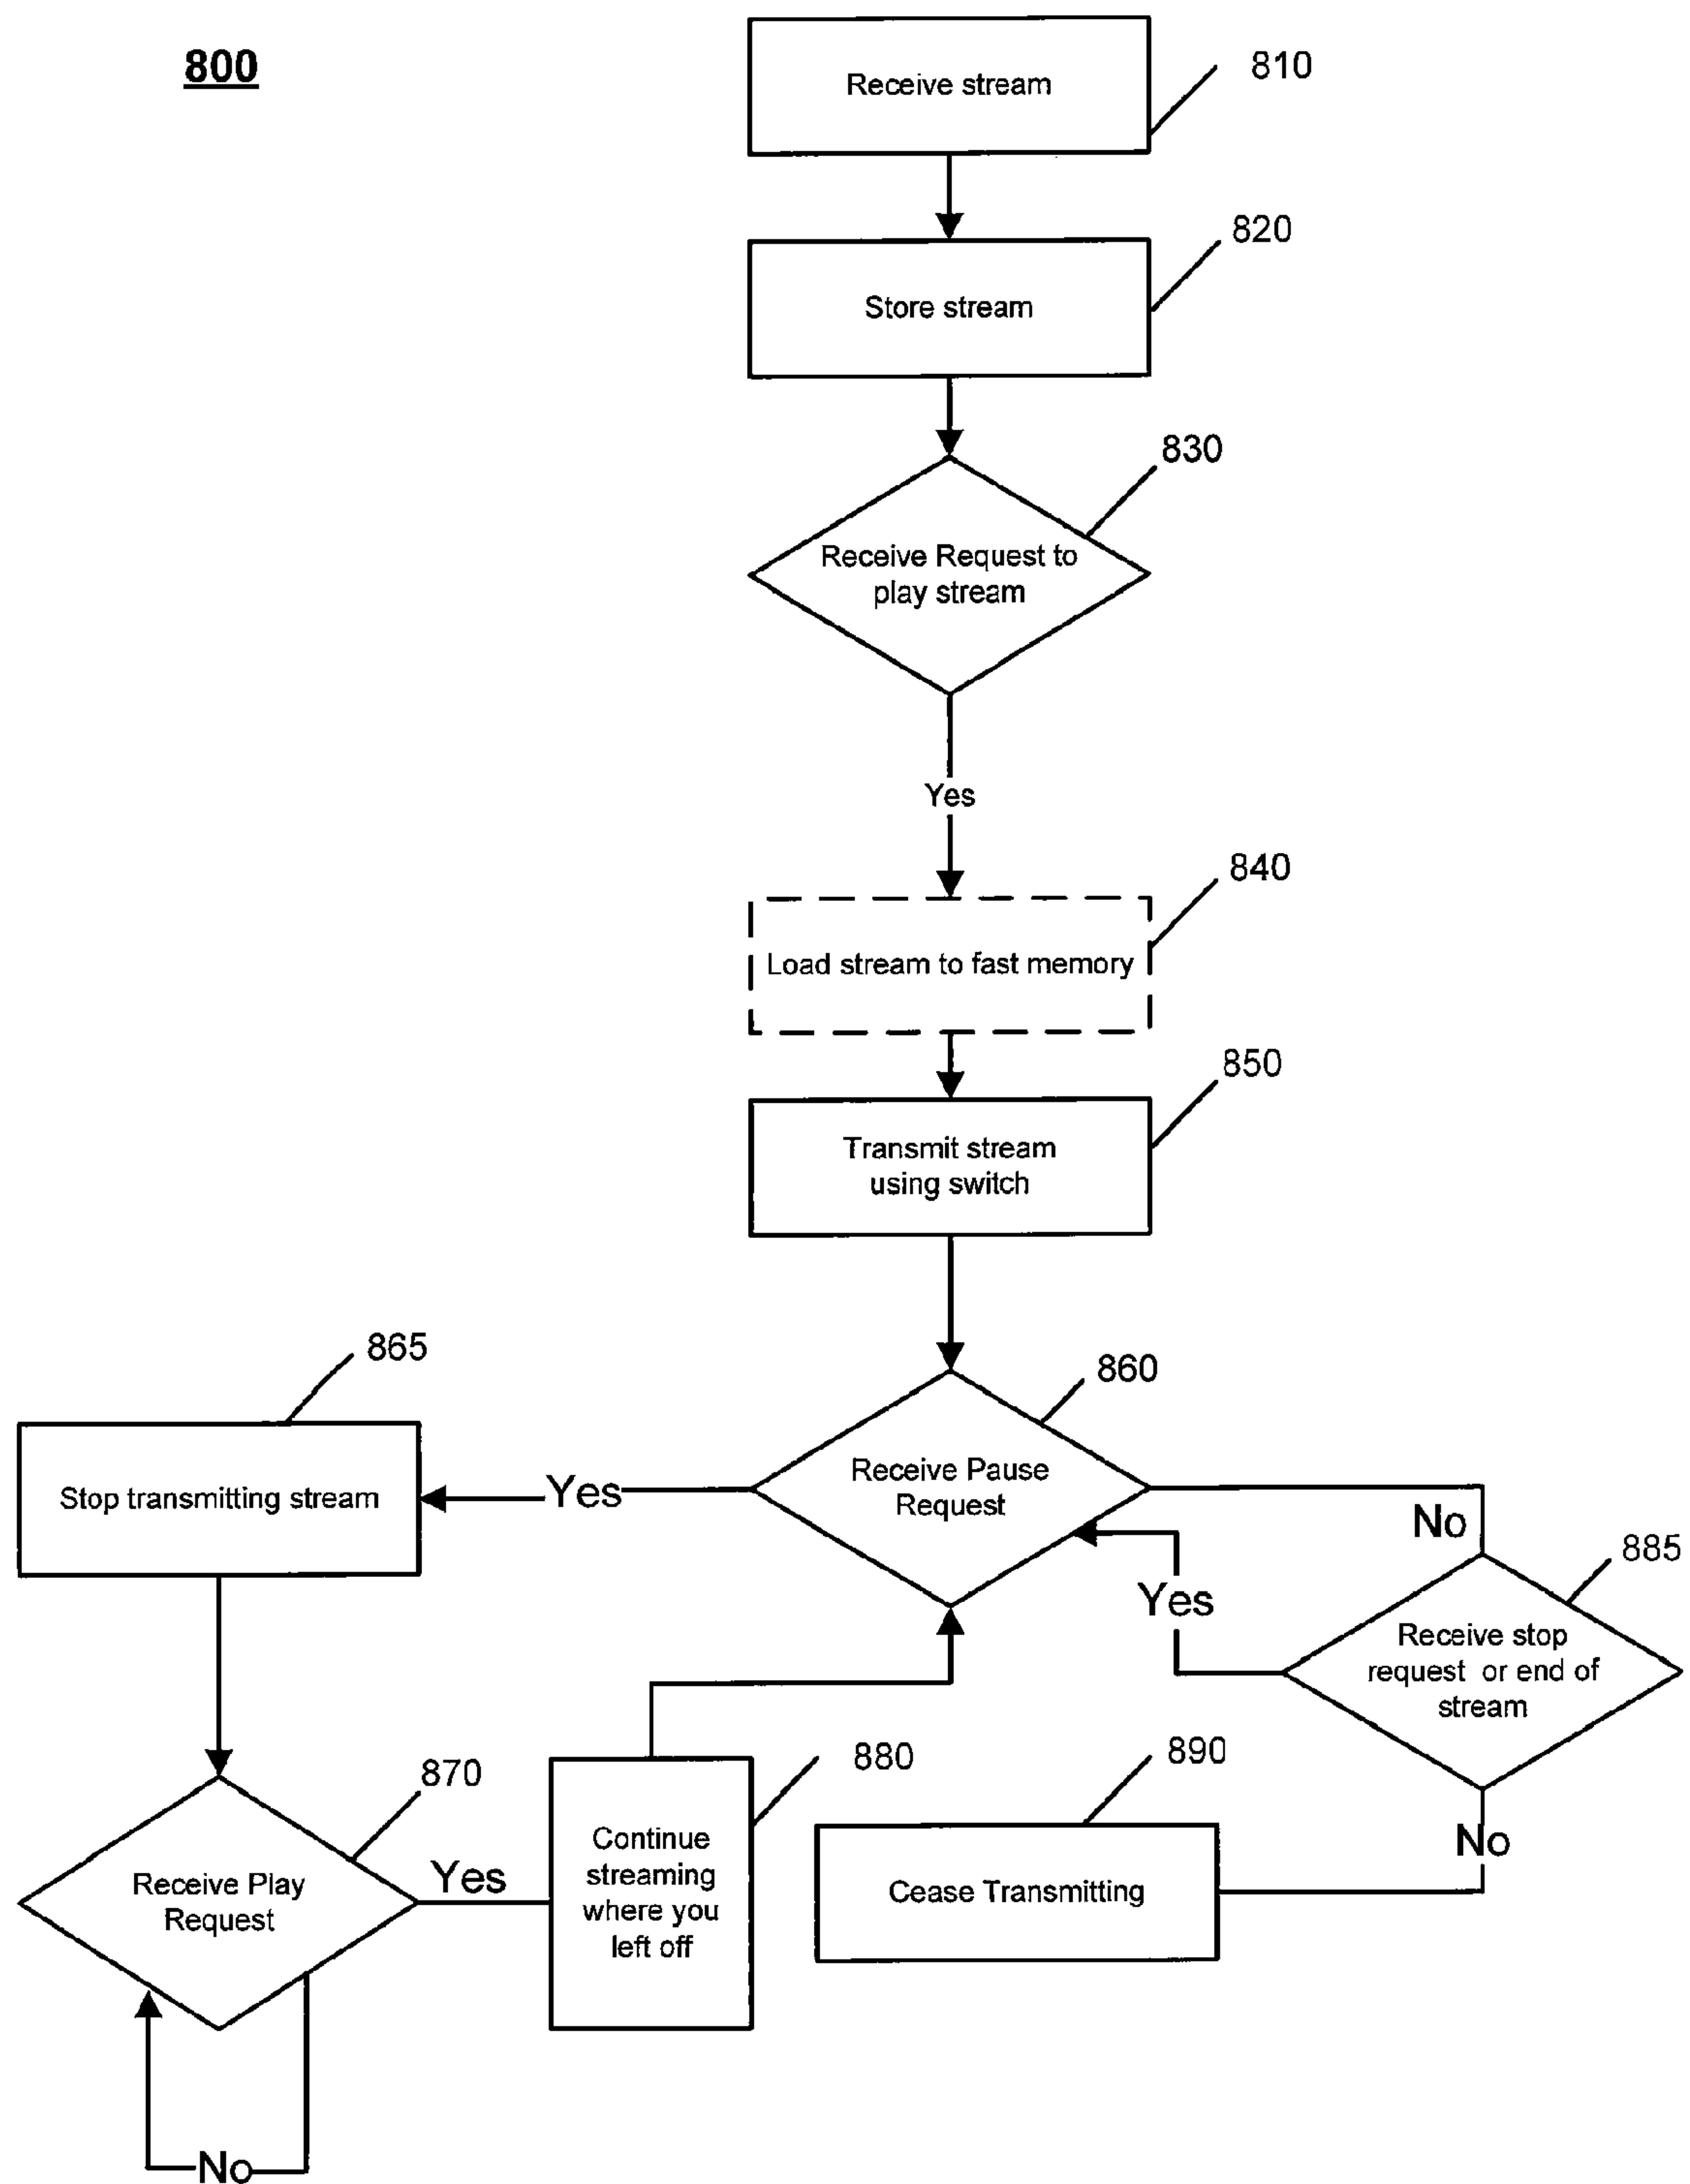 800
Receive stream
810
Store stream
820
830
Receive Request to
play stream
Yes
840
Load stream to fast memory
850
Transmit stream
using switch
865
Stop transmitting stream
Yes
860
Receive Pause
Request
No
885
Yes
Receive stop
request or end of
stream
No
870
Receive Play
Request
Yes
No
880
Continue
streaming
where you
left off
890
Cease Transmitting